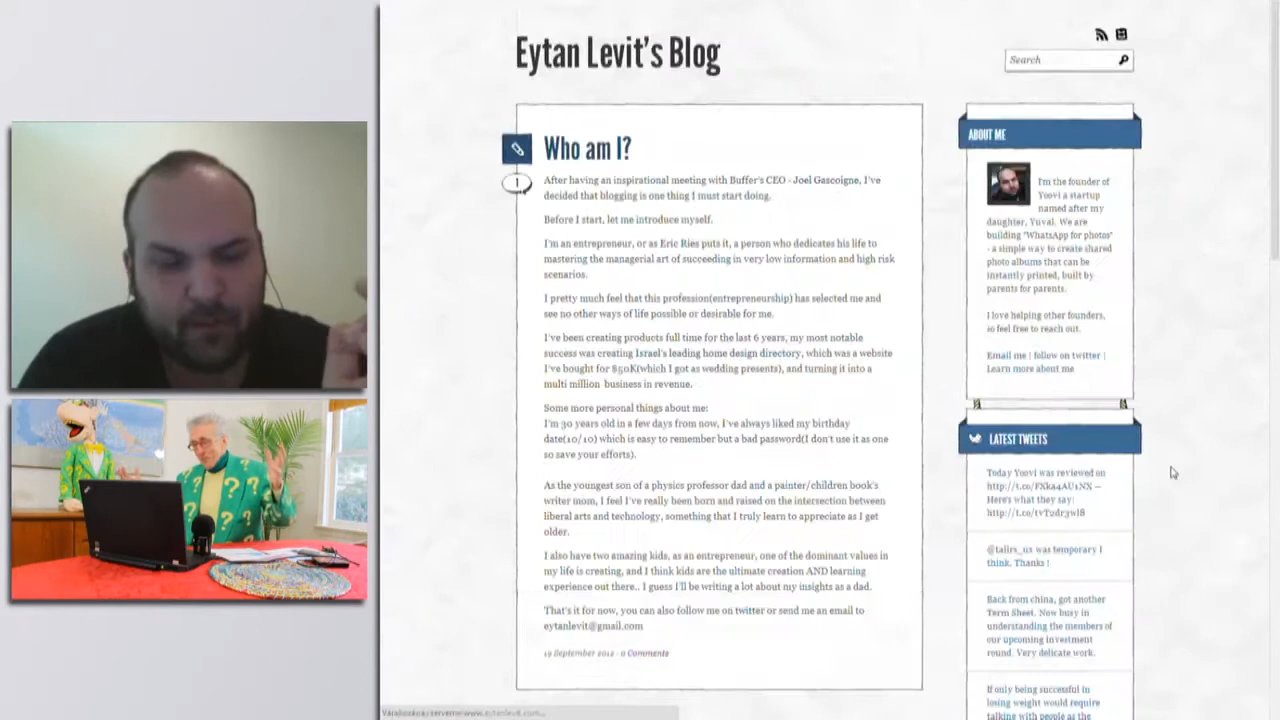 Eytan Levit's Blog
Search
Who am I?
1
After having an inspirational meeting with Buffer's CEO - Joel Gascoigne, I've
decided that blogging is one thing I must start doing.
Before I start, let me introduce myself.
I'm an entrepreneur, or as Eric Ries puts it, a person who dedicates his life to
mastering the managerial art of succeeding in very low information and high risk
scenarios.
I pretty much feel that this profession(entrepreneurship) has selected me and
see no other ways of life possible or desirable for me.
I've been creating products full time for the last 6 years, my most notable
success was creating Israel's leading home design directory, which was a website
I've bought for $50K(which I got as wedding presents), and turning it into a
multi million business in revenue.
Some more personal things about me:
I'm 30 years old in a few days from now, I've always liked my birthday
date(10/10) which is easy to remember but a bad password(I don't use it as one
so save your efforts).
As the youngest son of a physics professor dad and a painter/children book's
writer mom, I feel I've really been born and raised on the intersection between
liberal arts and technology, something that I truly learn to appreciate as I get
older.
I also have two amazing kids, as an entrepreneur, one of the dominant values in
my life is creating, and I think kids are the ultimate creation AND learning
experience out there.. I guess I'll be writing a lot about my insights as a dad.
That's it for now, you can also follow me on twitter or send me an email to
eytanlevit@gmail.com
19 September 2012 · 0 Comments
ABOUT ME
I'm the founder of
Yoovi a startup
named after my
daughter, Yuval. We are
building "WhatsApp for photos"
- a simple way to create shared
photo albums that can be
instantly printed, built by
parents for parents.
I love helping other founders,
so feel free to reach out.
Email me | follow on twitter |
Learn more about me
LATEST TWEETS
Today Yoovi was reviewed on
Here's what they say:
@talirs_ux was temporary I
think. Thanks !
Back from china, got another
Term Sheet. Now busy in
understanding the members of
our upcoming investment
round. Very delicate work.
If only being successful in
losing weight would require
talking with people as the